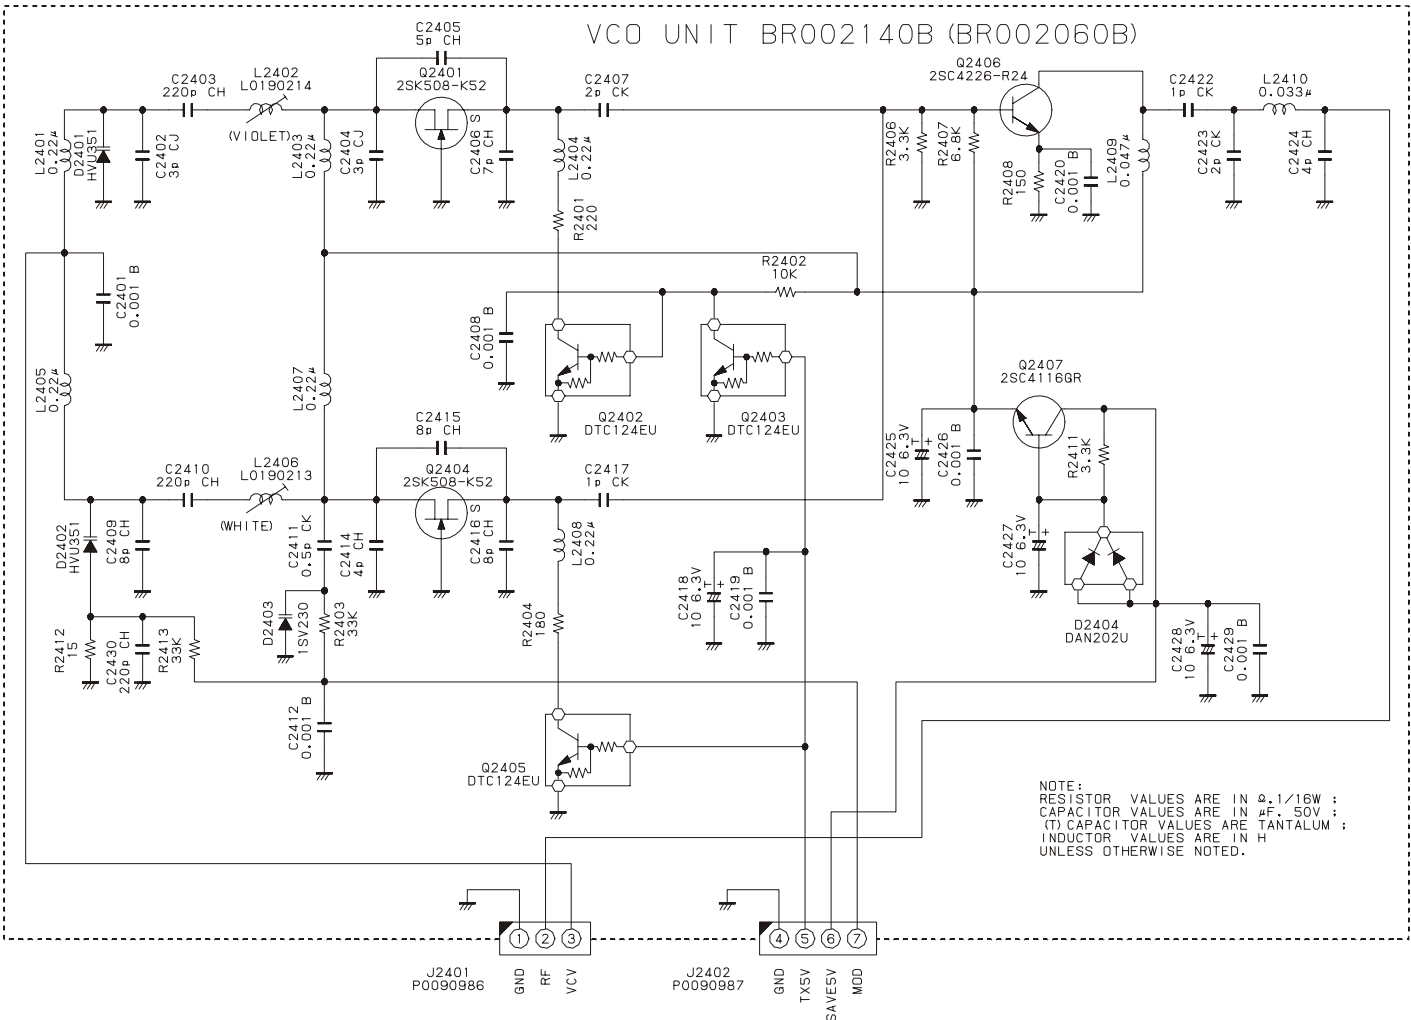 VCO UNIT BR002140B (BR002060B)
C2405
5p CH
C2403
220p CH
L2402
L0190214
(VIOLET)
Q2401
2SK508-K52
S
C2407
2p CK
Q2406
2SC4226-R24
C2422
1p CK
L2410
0.033μ
L2401
0.22μ
D2401
HVU351
C2402
3p CJ
L2403
0.22μ
C2404
3p CJ
C2406
7p CH
L2404
0.22μ
R2406
3.3K
R2407
6.8K
R2408
150
C2420
0.001 B
L2409
0.047μ
C2423
2p CK
C2424
4p CK
R2401
220
C2401
0.001 B
R2402
10K
C2408
0.001 B
Q2402
DTC124EU
Q2403
DTC124EU
Q2407
2SC4116GR
L2405
0.22μ
L2407
0.22μ
C2415
8p CH
C2410
220p CH
L2406
L0190213
(WHITE)
Q2404
2SK508-K52
S
C2417
1p CK
C2425
10 6.3V
T +
C2426
0.001 B
R2411
3.3K
D2402
HVU351
C2409
8p CH
C2411
0.5p CK
C2414
4p CH
C2416
8p CH
L2408
0.22μ
C2427
10 6.3V
T +
C2418
10 6.3V
T +
C2419
0.001 B
D2403
1SV230
R2403
33K
R2404
180
D2404
DAN202U
R2412
15
C2430
220p CH
R2413
33K
C2428
10 6.3V
T +
C2429
0.001 B
C2412
0.001 B
Q2405
DTC124EU
NOTE:
RESISTOR VALUES ARE IN Ω, 1/16W ;
CAPACITOR VALUES ARE IN μF, 50V ;
(T) CAPACITOR VALUES ARE TANTALUM ;
INDUCTOR VALUES ARE IN H
UNLESS OTHERWISE NOTED.
1 2 3
4 5 6 7
J2401
P0090986
GND
RF
VCV
J2402
P0090987
GND
TX5V
SAVE5V
MOD